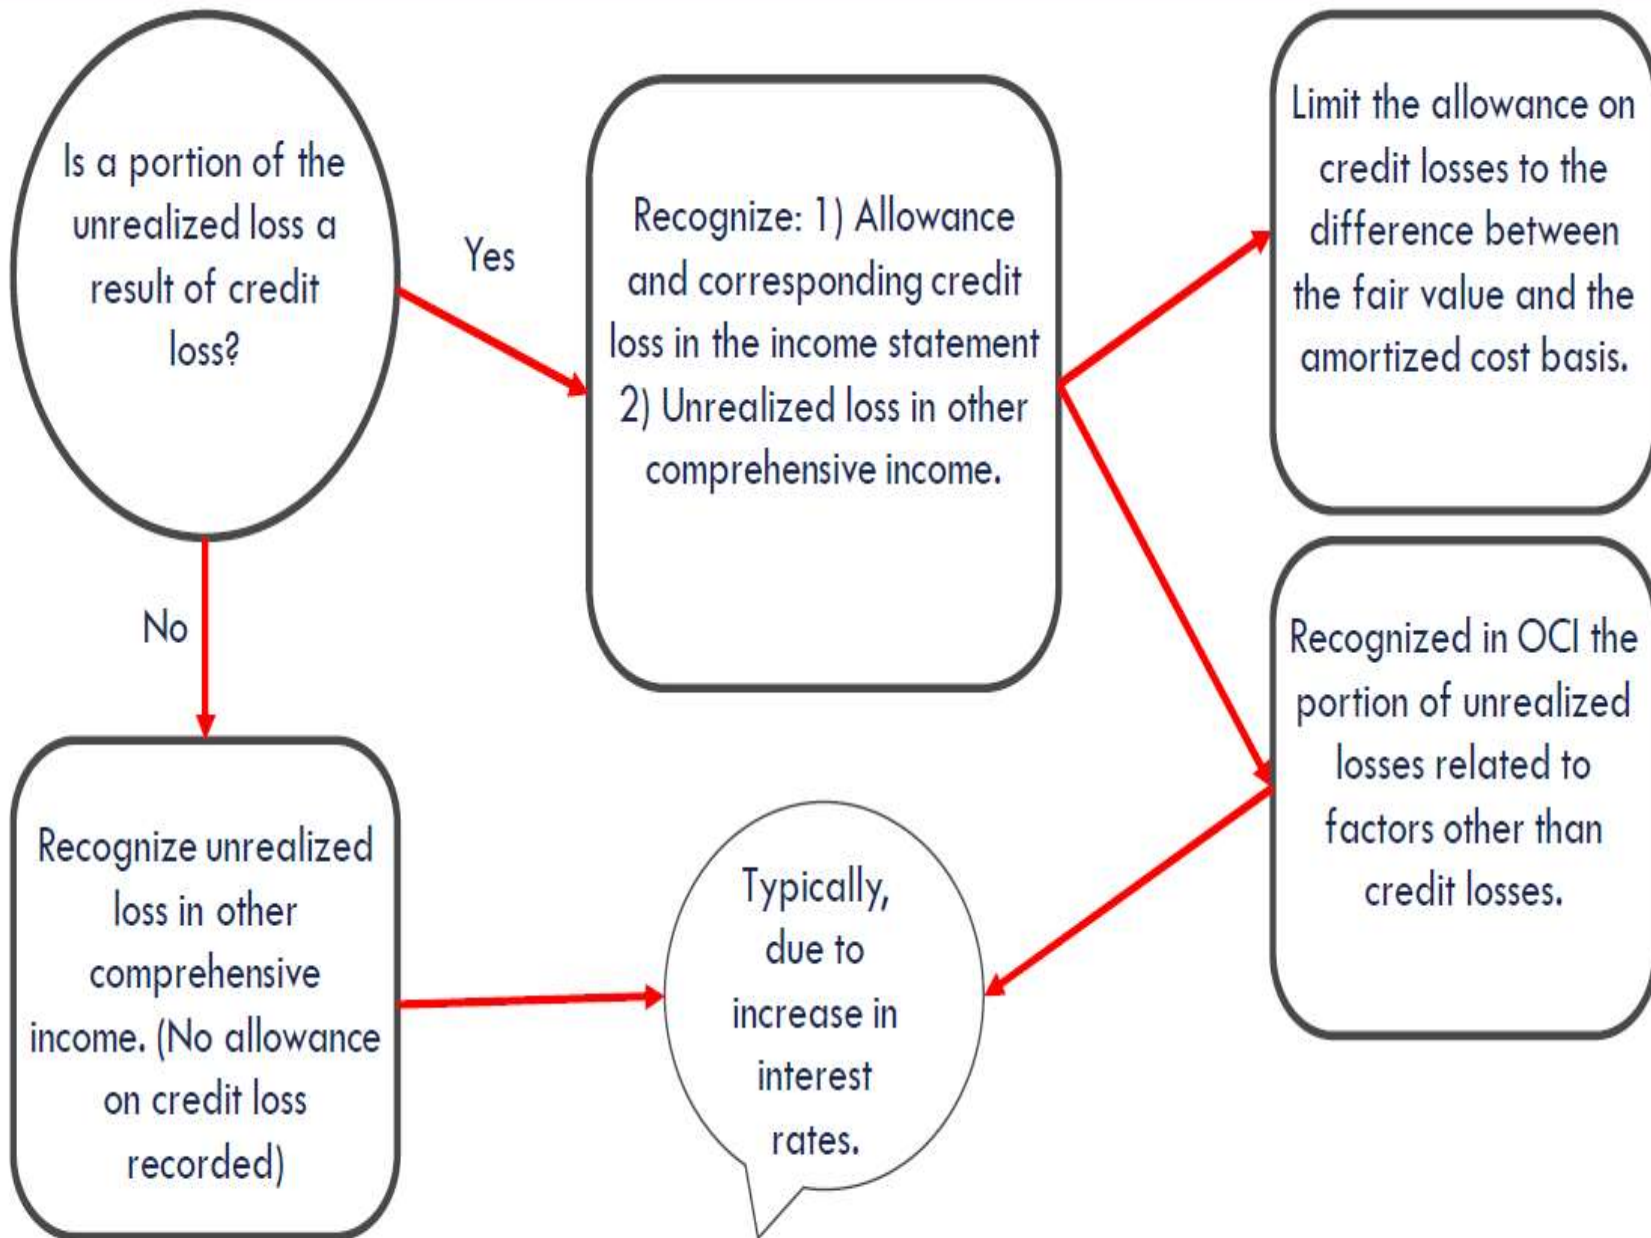 Is a portion of the
unrealized loss a
result of credit
loss?
Yes
No
Recognize: 1) Allowance
and corresponding credit
loss in the income statement
2) Unrealized loss in other
comprehensive income.
Limit the allowance on
credit losses to the
difference between
the fair value and the
amortized cost basis.
Recognized in OCI the
portion of unrealized
losses related to
factors other than
credit losses.
Recognize unrealized
loss in other
comprehensive
income. (No allowance
on credit loss
recorded)
Typically,
due to
increase in
interest
rates.